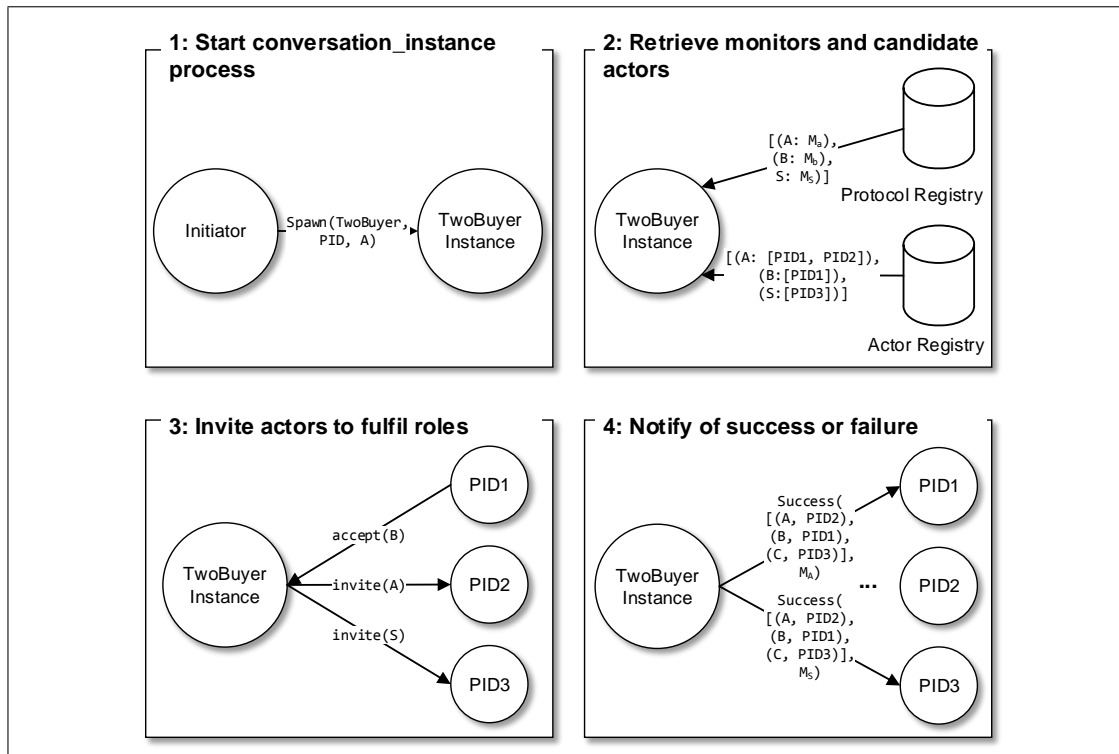 1: Start conversation_instance
process
Initiator
Spawn(TwoBuyer,
PID, A)
TwoBuyer
Instance
2: Retrieve monitors and candidate
actors
[(A: Ma),
(B: Mb),
S: MS)]
Protocol Registry
TwoBuyer
Instance
[(A: [PID1, PID2]),
(B:[PID1]),
(S:[PID3])]
Actor Registry
3: Invite actors to fulfil roles
PID1
accept(B)
TwoBuyer
Instance
invite(A)
PID2
invite(S)
PID3
4: Notify of success or failure
PID1
Success(
[(A, PID2),
(B, PID1),
(C, PID3)],
MA)
TwoBuyer
Instance
...
PID2
Success(
[(A, PID2),
(B, PID1),
(C, PID3)],
MS)
PID3